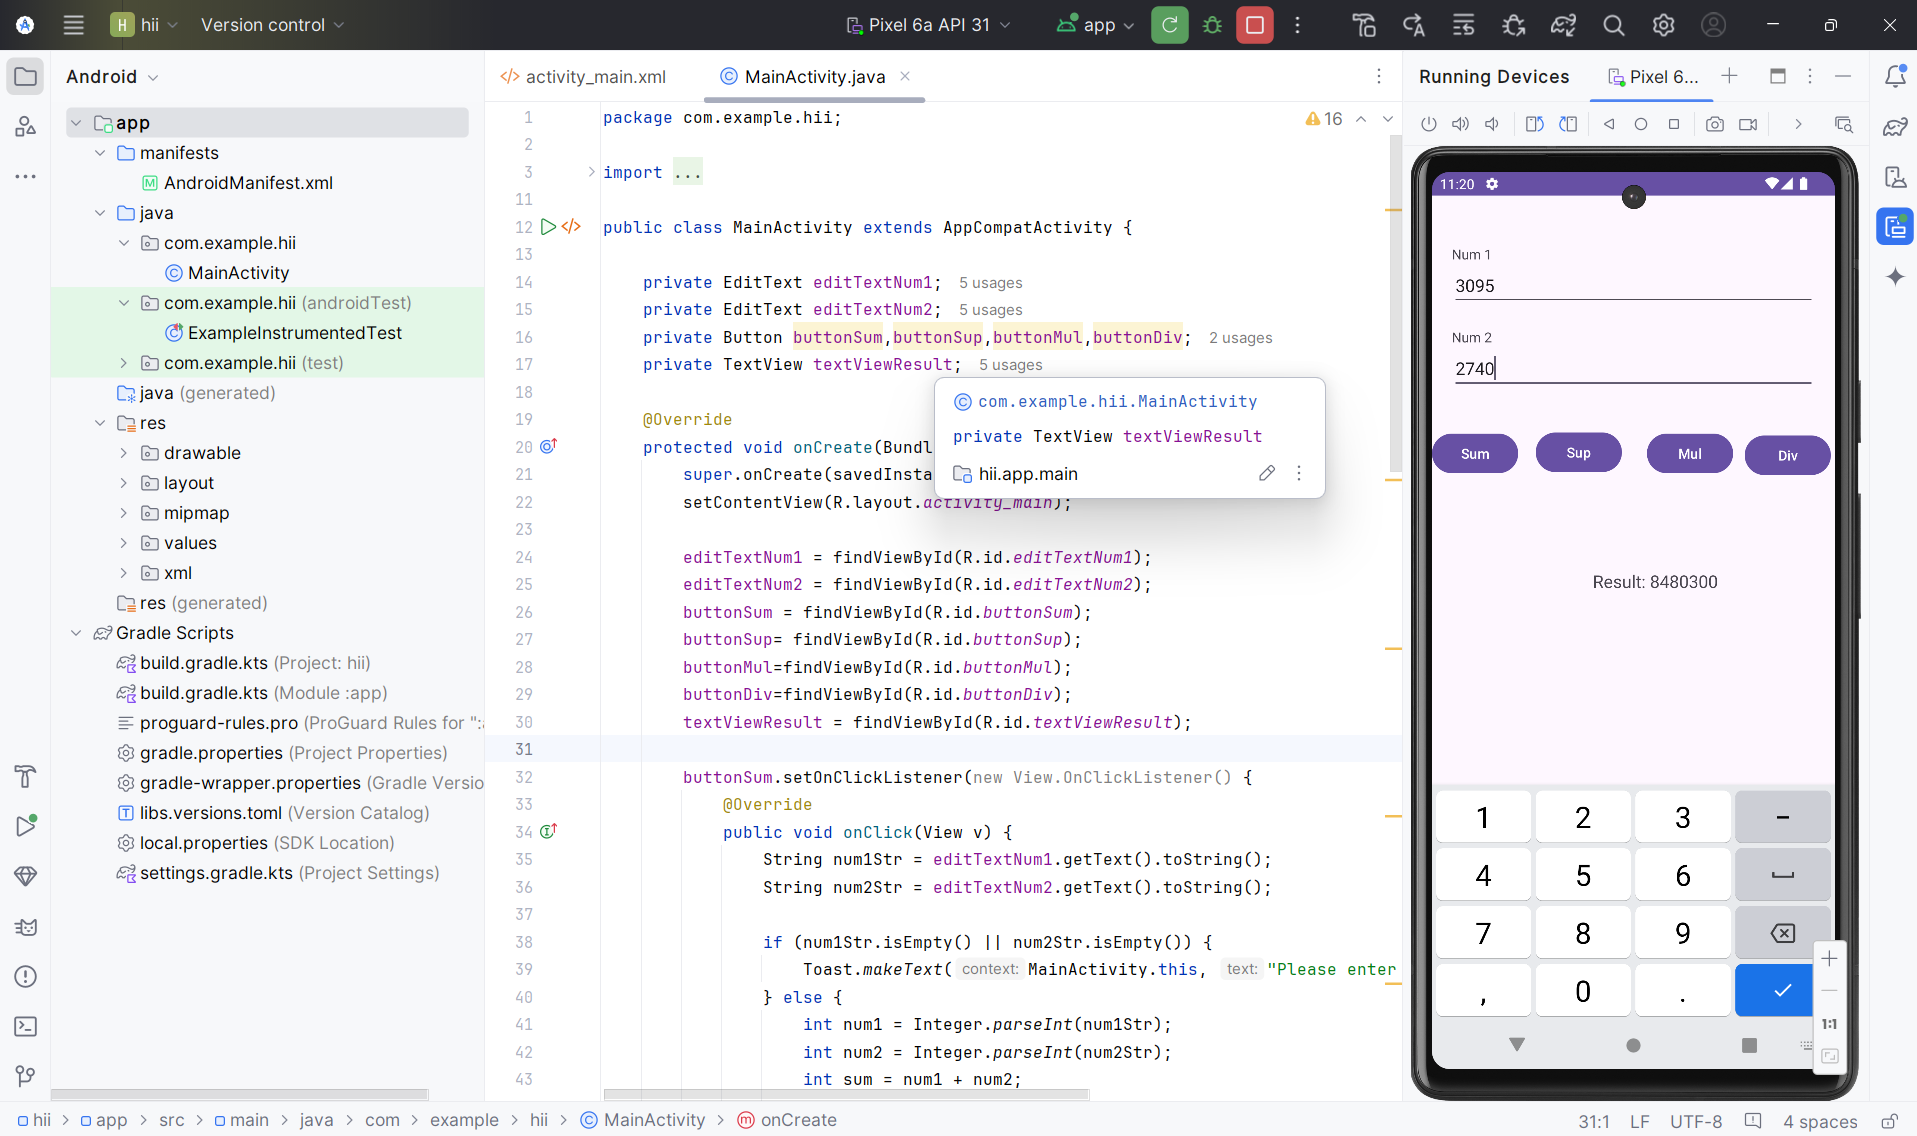 H hii Version control Pixel 6a API 31 app
Android
app
manifests
AndroidManifest.xml
java
com.example.hii
MainActivity
com.example.hii (androidTest)
ExampleInstrumentedTest
com.example.hii (test)
java (generated)
res
drawable
layout
mipmap
values
xml
res (generated)
Gradle Scripts
build.gradle.kts (Project: hii)
build.gradle.kts (Module :app)
proguard-rules.pro (ProGuard Rules for ":
gradle.properties (Project Properties)
gradle-wrapper.properties (Gradle Versio
libs.versions.toml (Version Catalog)
local.properties (SDK Location)
settings.gradle.kts (Project Settings)
activity_main.xml MainActivity.java
16
1 package com.example.hii;
2
3 import ...
11
12 public class MainActivity extends AppCompatActivity {
13
14 private EditText editTextNum1; 5 usages
15 private EditText editTextNum2; 5 usages
16 private Button buttonSum,buttonSup,buttonMul,buttonDiv; 2 usages
17 private TextView textViewResult; 5 usages
18
19 @Override
20 protected void onCreate(Bundl
21 super.onCreate(savedInsta
22 setContentView(R.layout.activity_main);
23
24 editTextNum1 = findViewById(R.id.editTextNum1);
25 editTextNum2 = findViewById(R.id.editTextNum2);
26 buttonSum = findViewById(R.id.buttonSum);
27 buttonSup= findViewById(R.id.buttonSup);
28 buttonMul=findViewById(R.id.buttonMul);
29 buttonDiv=findViewById(R.id.buttonDiv);
30 textViewResult = findViewById(R.id.textViewResult);
31
32 buttonSum.setOnClickListener(new View.OnClickListener() {
33 @Override
34 public void onClick(View v) {
35 String num1Str = editTextNum1.getText().toString();
36 String num2Str = editTextNum2.getText().toString();
37
38 if (num1Str.isEmpty() || num2Str.isEmpty()) {
39 Toast.makeText( context: MainActivity.this, text: "Please enter
40 } else {
41 int num1 = Integer.parseInt(num1Str);
42 int num2 = Integer.parseInt(num2Str);
43 int sum = num1 + num2;
com.example.hii.MainActivity
private TextView textViewResult
hii.app.main
Running Devices Pixel 6...
11:20
Num 1
3095
Num 2
2740
Sum Sup Mul Div
Result: 8480300
1 2 3 -
4 5 6
7 8 9
, 0 .
1:1
hii > app > src > main > java > com > example > hii > MainActivity > onCreate
31:1 LF UTF-8 4 spaces